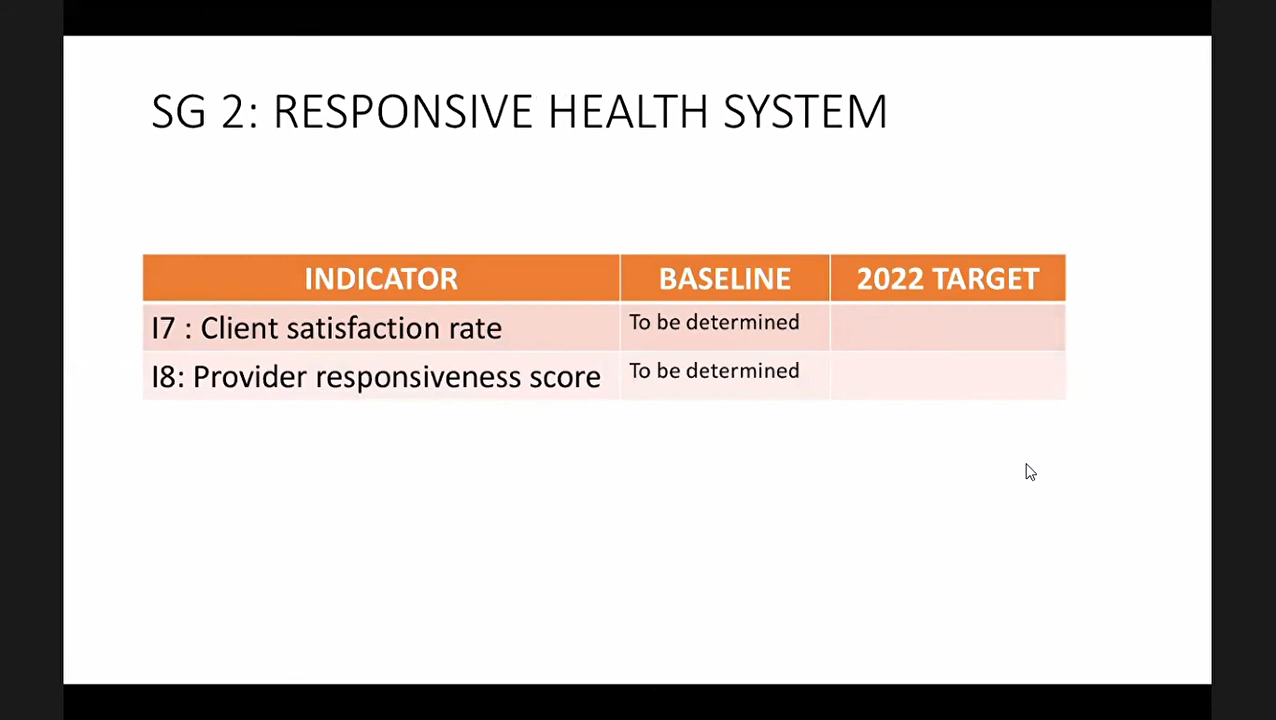 SG 2: RESPONSIVE HEALTH SYSTEM
INDICATOR BASELINE 2022 TARGET
I7 : Client satisfaction rate To be determined
I8: Provider responsiveness score To be determined